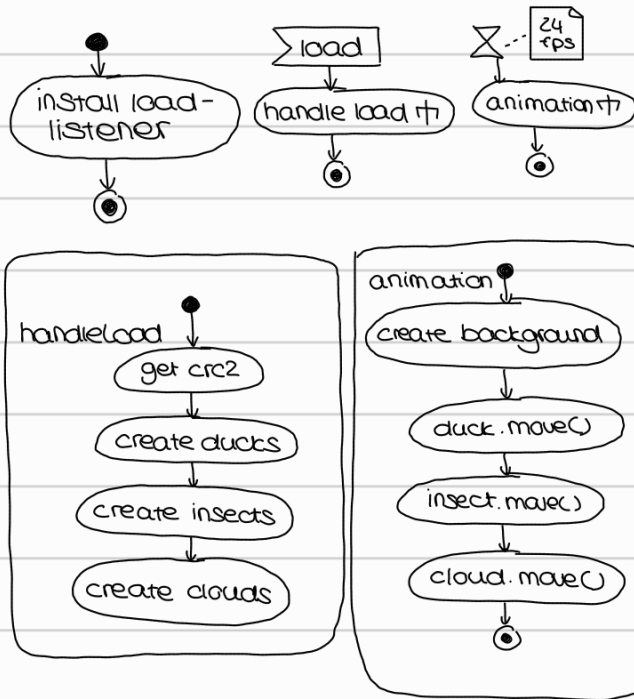 install load-
listener
load
handle load
24
fps
animation
handleload
get crc2
create ducks
create insects
create clouds
animation
create background
duck.move()
insect.move()
cloud.move()